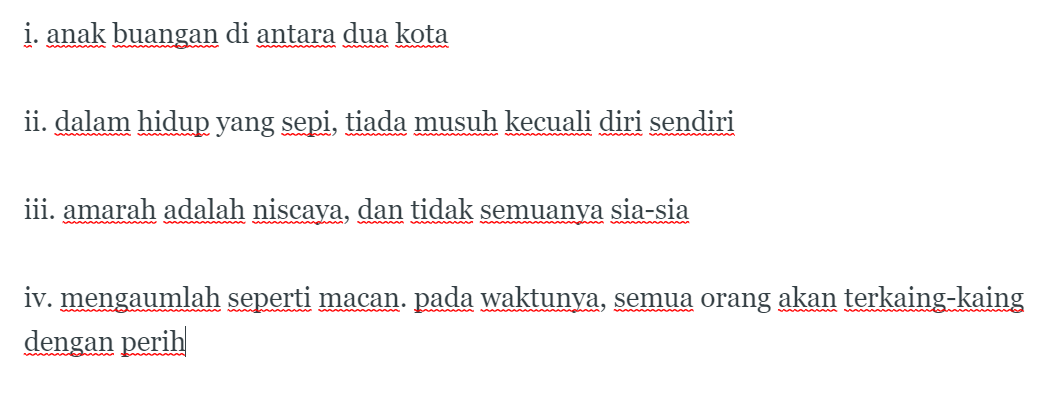 i. anak buangan di antara dua kota
ii. dalam hidup yang sepi, tiada musuh kecuali diri sendiri
iii. amarah adalah niscaya, dan tidak semuanya sia-sia
iv. mengaumlah seperti macan. pada waktunya, semua orang akan terkaing-kaing
dengan perih